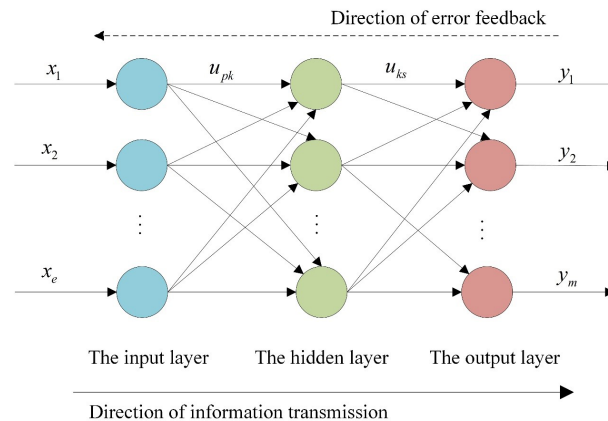 Direction of error feedback
x₁ uₚₖ uₖₛ y₁
x₂ y₂
⋮ ⋮ ⋮
xₑ yₘ
The input layer The hidden layer The output layer
Direction of information transmission